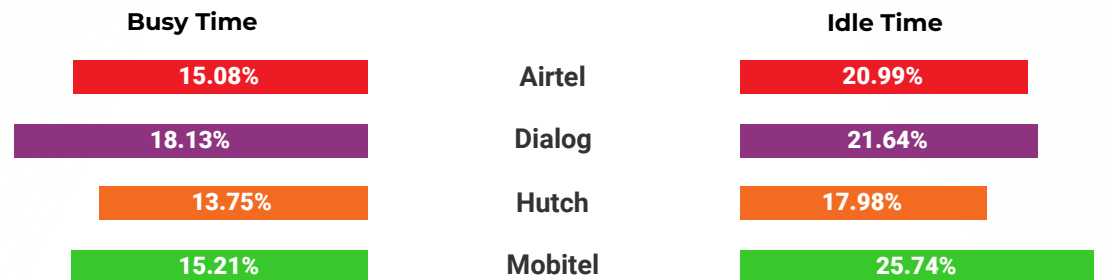 Busy Time Idle Time
15.08% Airtel 20.99%
18.13% Dialog 21.64%
13.75% Hutch 17.98%
15.21% Mobitel 25.74%